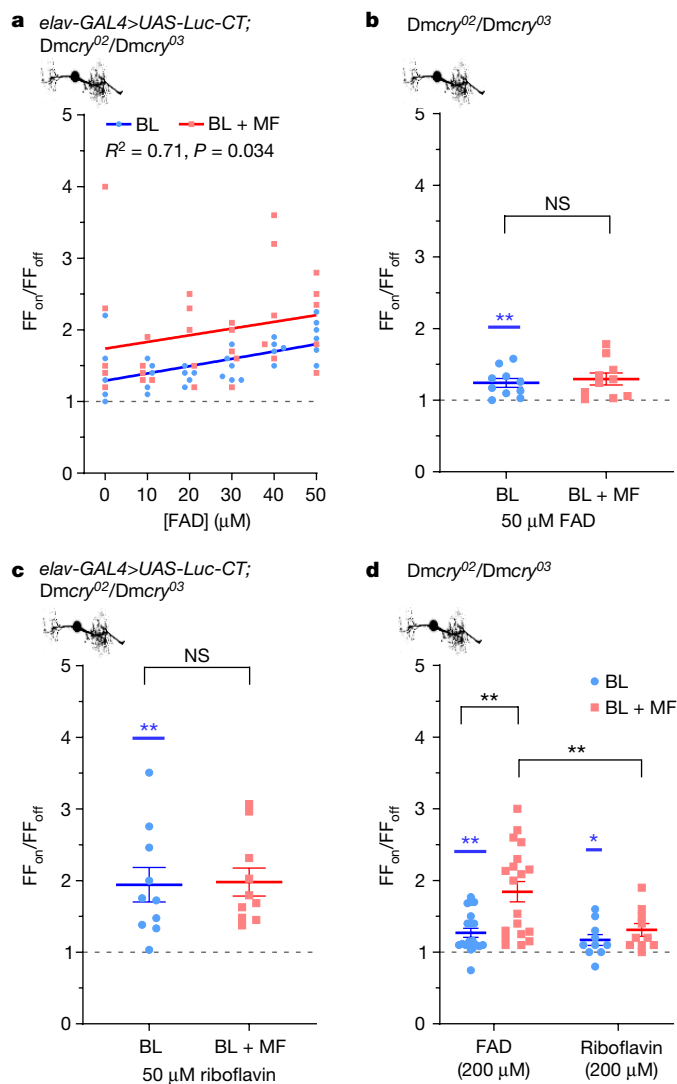 a elav-GAL4>UAS-Luc-CT;
Dmcry02/Dmcry03
BL BL + MF
R2 = 0.71, P = 0.034
FFon/FFoff
5
4
3
2
1
0
0 10 20 30 40 50
[FAD] (μM)
b Dmcry02/Dmcry03
FFon/FFoff
5
4
3
2
1
0
NS
**
BL BL + MF
50 μM FAD
c elav-GAL4>UAS-Luc-CT;
Dmcry02/Dmcry03
FFon/FFoff
5
4
3
2
1
0
NS
**
BL BL + MF
50 μM riboflavin
d Dmcry02/Dmcry03
FFon/FFoff
5
4
3
2
1
0
BL
BL + MF
**
**
**
*
FAD Riboflavin
(200 μM) (200 μM)